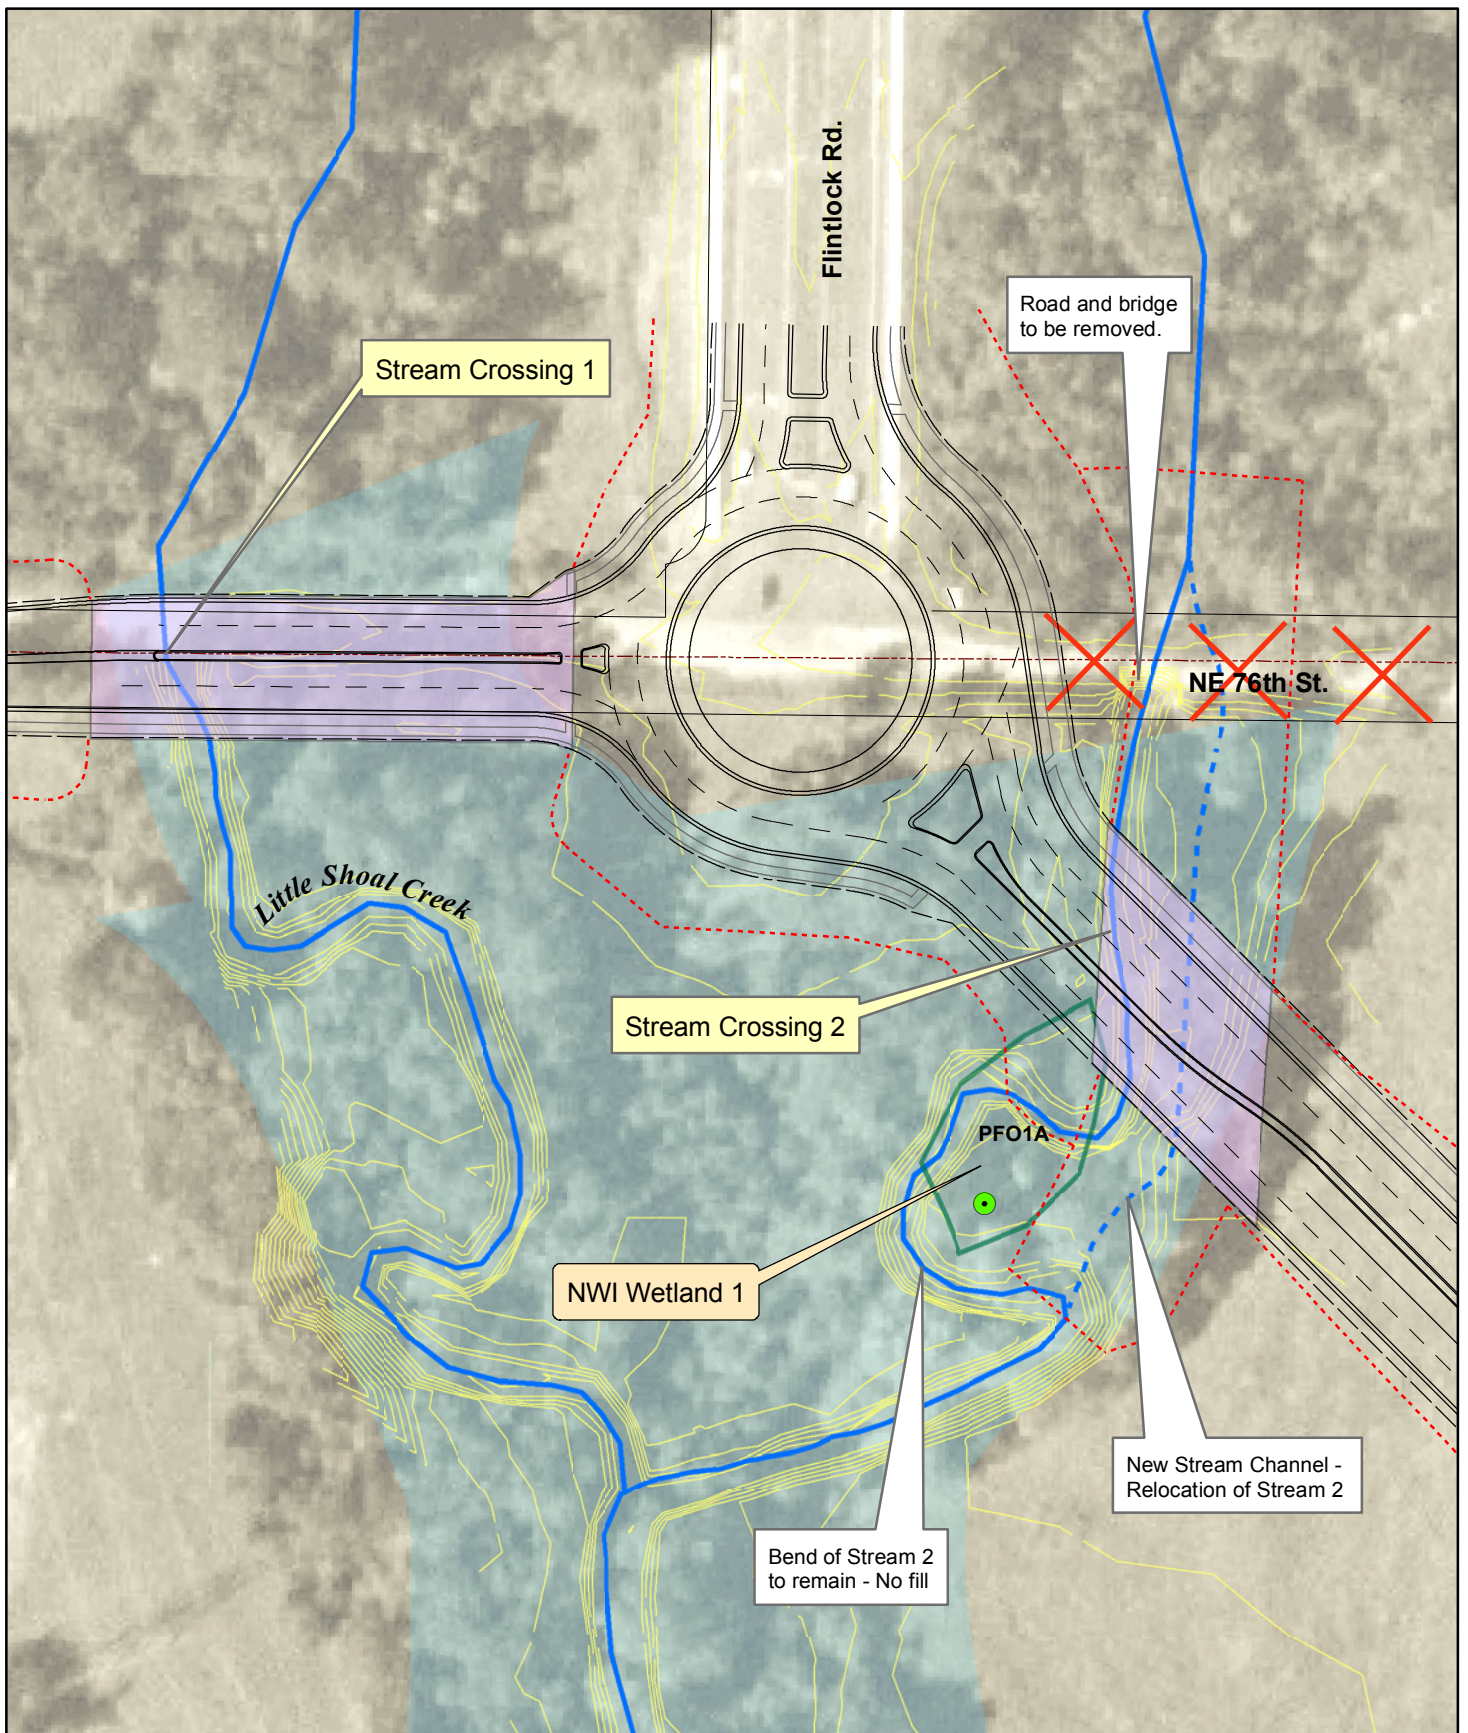 Flintlock Rd.
Road and bridge
to be removed.
Stream Crossing 1
NE 76th St.
Little Shoal Creek
Stream Crossing 2
PFO1A
NWI Wetland 1
New Stream Channel -
Relocation of Stream 2
Bend of Stream 2
to remain - No fill